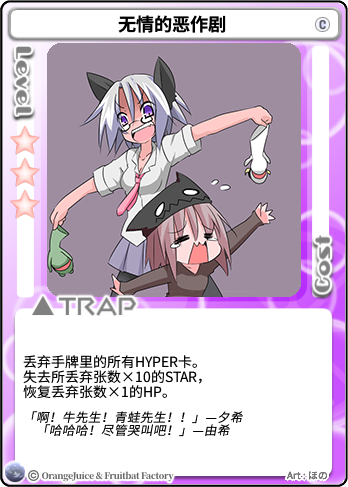 无情的恶作剧
C
Level
Cost
TRAP
丢弃手牌里的所有HYPER卡。
失去所丢弃张数×10的STAR，
恢复丢弃张数×1的HP。
「啊！牛先生！青蛙先生！！」—夕希
「哈哈哈！尽管哭叫吧！」—由希
© OrangeJuice & Fruitbat Factory
Art : ほの